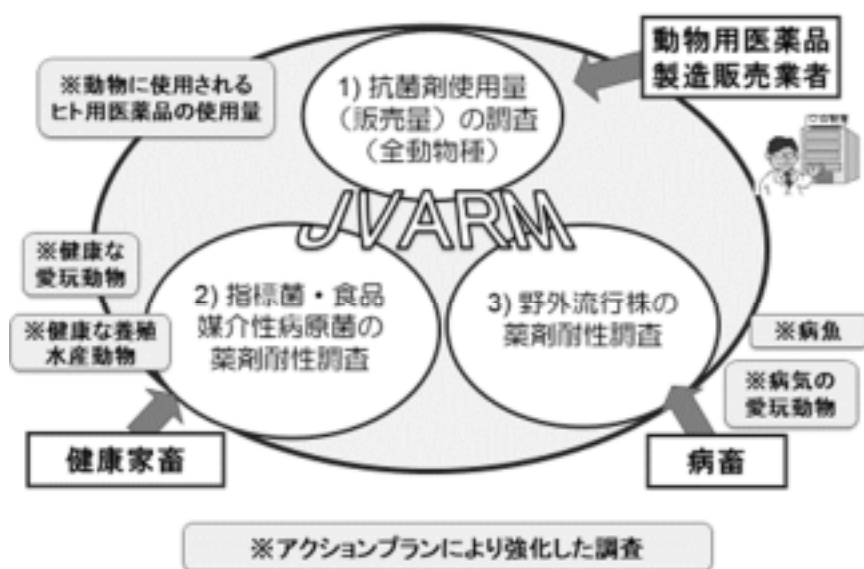 動物用医薬品
製造販売業者
※動物に使用される
ヒト用医薬品の使用量
1) 抗菌剤使用量
(販売量)の調査
(全動物種)
JVARM
※健康な
愛玩動物
※健康な養殖
水産動物
2) 指標菌・食品
媒介性病原菌の
薬剤耐性調査
3) 野外流行株の
薬剤耐性調査
※病魚
※病気の
愛玩動物
健康家畜
病畜
※アクションプランにより強化した調査